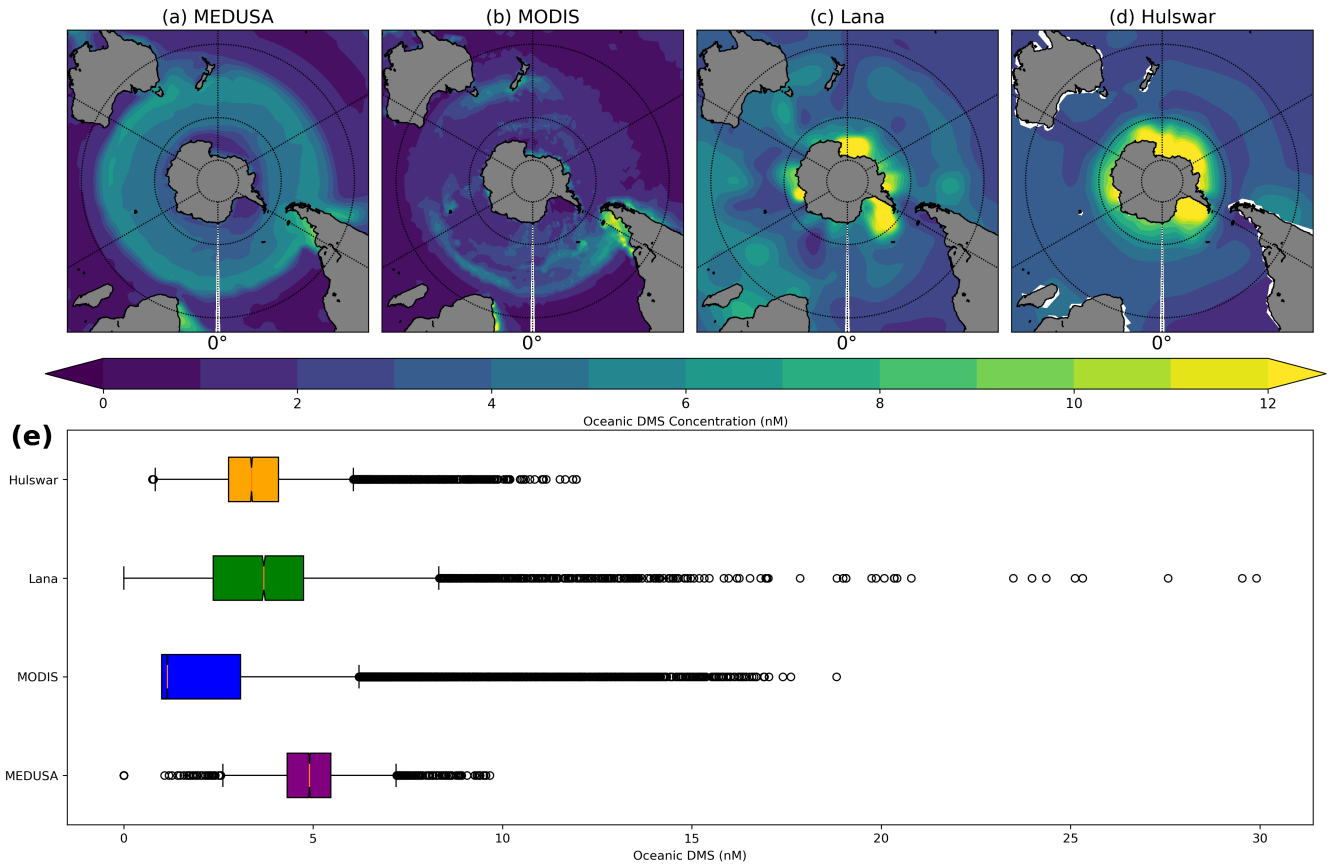 (a) MEDUSA
(b) MODIS
(c) Lana
(d) Hulswar
0°
0°
0°
0°
0 2 4 6 8 10 12
Oceanic DMS Concentration (nM)
(e)
Hulswar
Lana
MODIS
MEDUSA
0 5 10 15 20 25 30
Oceanic DMS (nM)